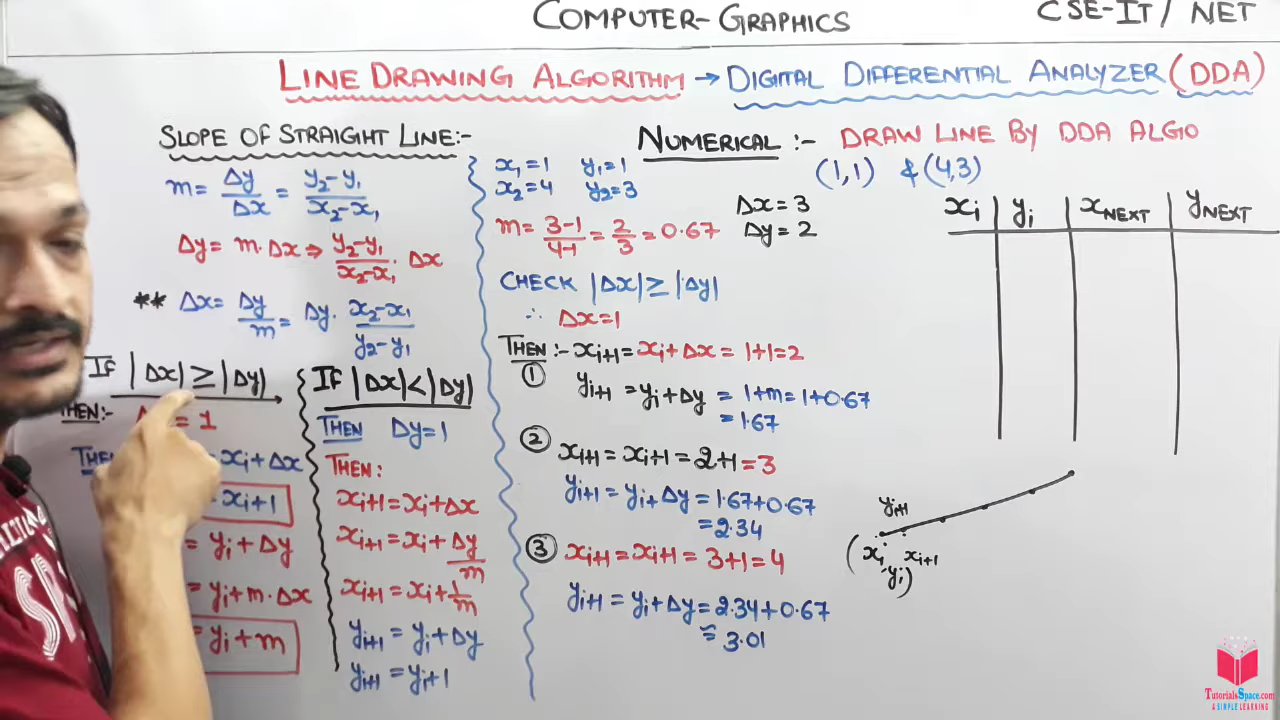 COMPUTER-GRAPHICS
CSE-IT / NET
LINE DRAWING ALGORITHM → DIGITAL DIFFERENTIAL ANALYZER (DDA)
SLOPE OF STRAIGHT LINE:-
m = Δy/Δx = y₂-y₁/x₂-x₁
Δy = m·Δx ⇒ y₂-y₁/x₂-x₁ · Δx
** Δx = Δy/m = Δy · x₂-x₁/y₂-y₁
IF |Δx| ≥ |Δy|
THEN:- = 1
xi+Δx
xi+1
= yi + Δy
= yi+m·Δx
= yi+m
IF |Δx| < |Δy|
THEN Δy=1
THEN:
xi+1 = xi+Δx
xi+1 = xi+Δy/m
xi+1 = xi+1/m
yi+1 = yi+Δy
yi+1 = yi+1
NUMERICAL :- DRAW LINE BY DDA ALGO
(1,1) & (4,3)
x₁=1 y₁=1
x₂=4 y₂=3
Δx=3
Δy=2
m = 3-1/4-1 = 2/3 = 0.67
CHECK |Δx| ≥ |Δy|
∴ Δx=1
THEN :- xi+1 = xi+Δx = 1+1=2
① yi+1 = yi+Δy = 1+m = 1+0.67
= 1.67
② xi+1 = xi+1 = 2+1 = 3
yi+1 = yi+Δy = 1.67+0.67
= 2.34
③ xi+1 = xi+1 = 3+1 = 4
yi+1 = yi+Δy = 2.34+0.67
= 3.01
xi yi xNEXT yNEXT
yi+1
(xi, xi+1
yi)
TutorialsSpace.com
A SIMPLE LEARNING